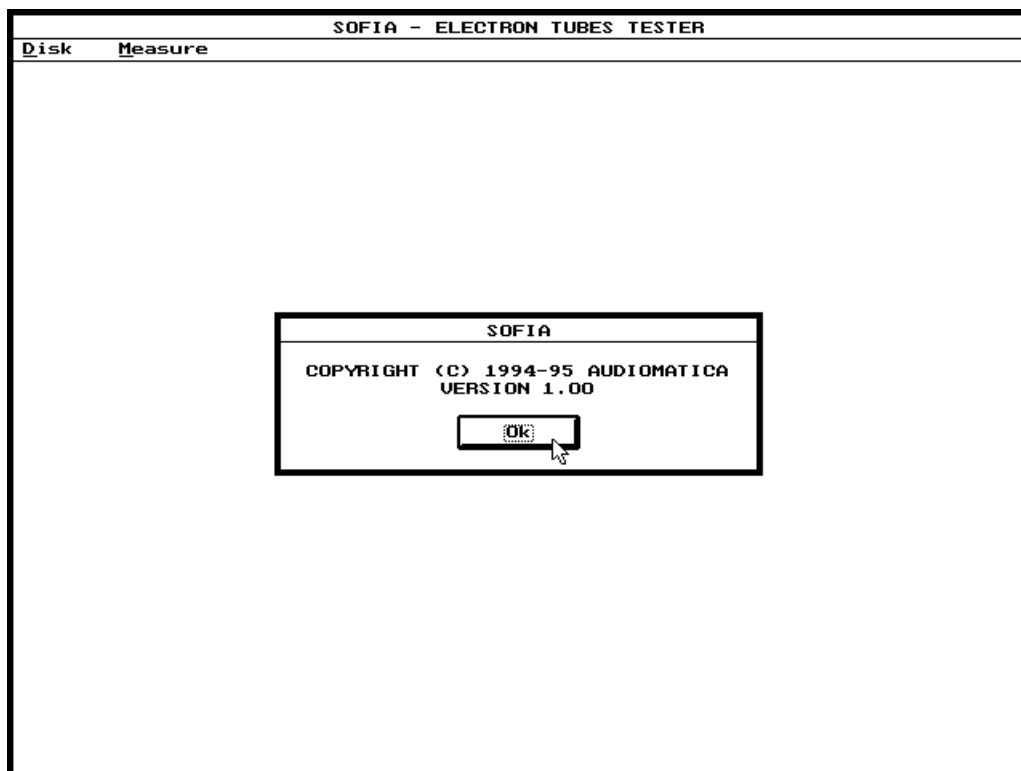 SOFIA - ELECTRON TUBES TESTER
Disk Measure
SOFIA
COPYRIGHT (C) 1994-95 AUDIOMATICA
VERSION 1.00
Ok